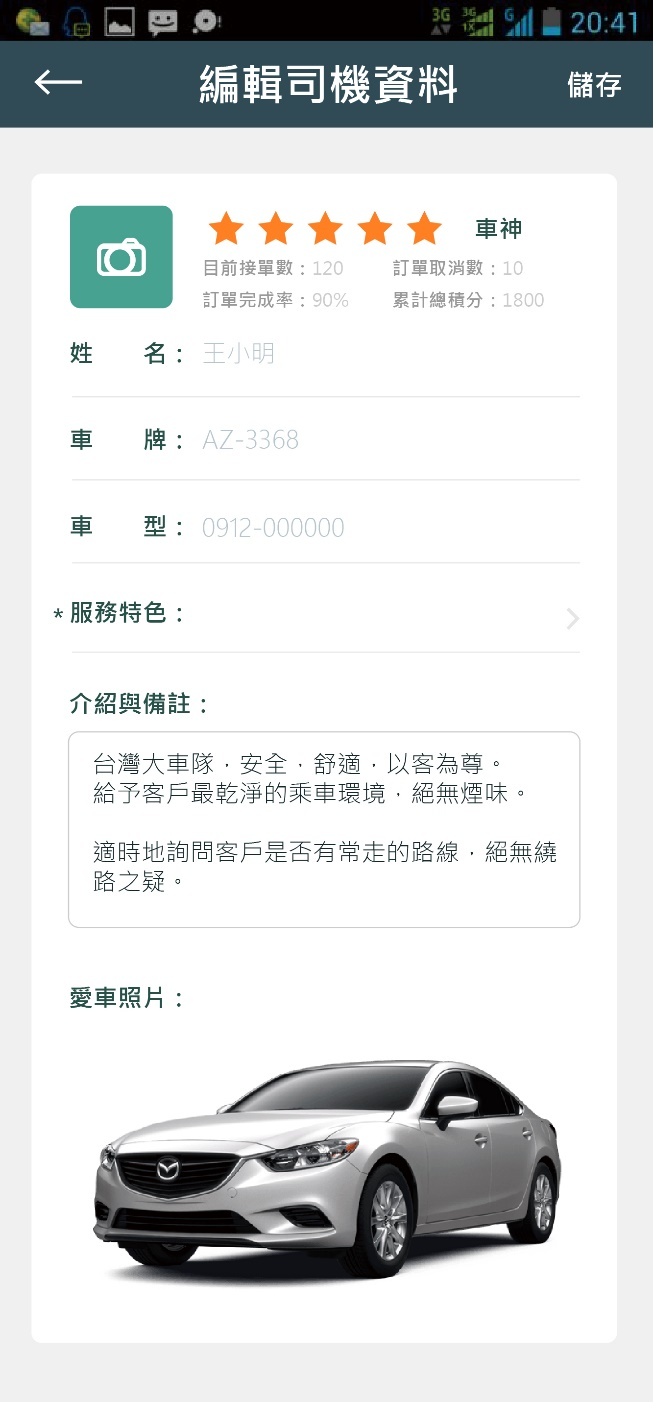 3G 3G 1X G 20:41
編輯司機資料 儲存
車神
目前接單數：120 訂單取消數：10
訂單完成率：90% 累計總積分：1800
姓 名： 王小明
車 牌： AZ-3368
車 型： 0912-000000
* 服務特色：
介紹與備註：
台灣大車隊，安全，舒適，以客為尊。
給予客戶最乾淨的乘車環境，絕無煙味。
適時地詢問客戶是否有常走的路線，絕無繞
路之疑。
愛車照片：